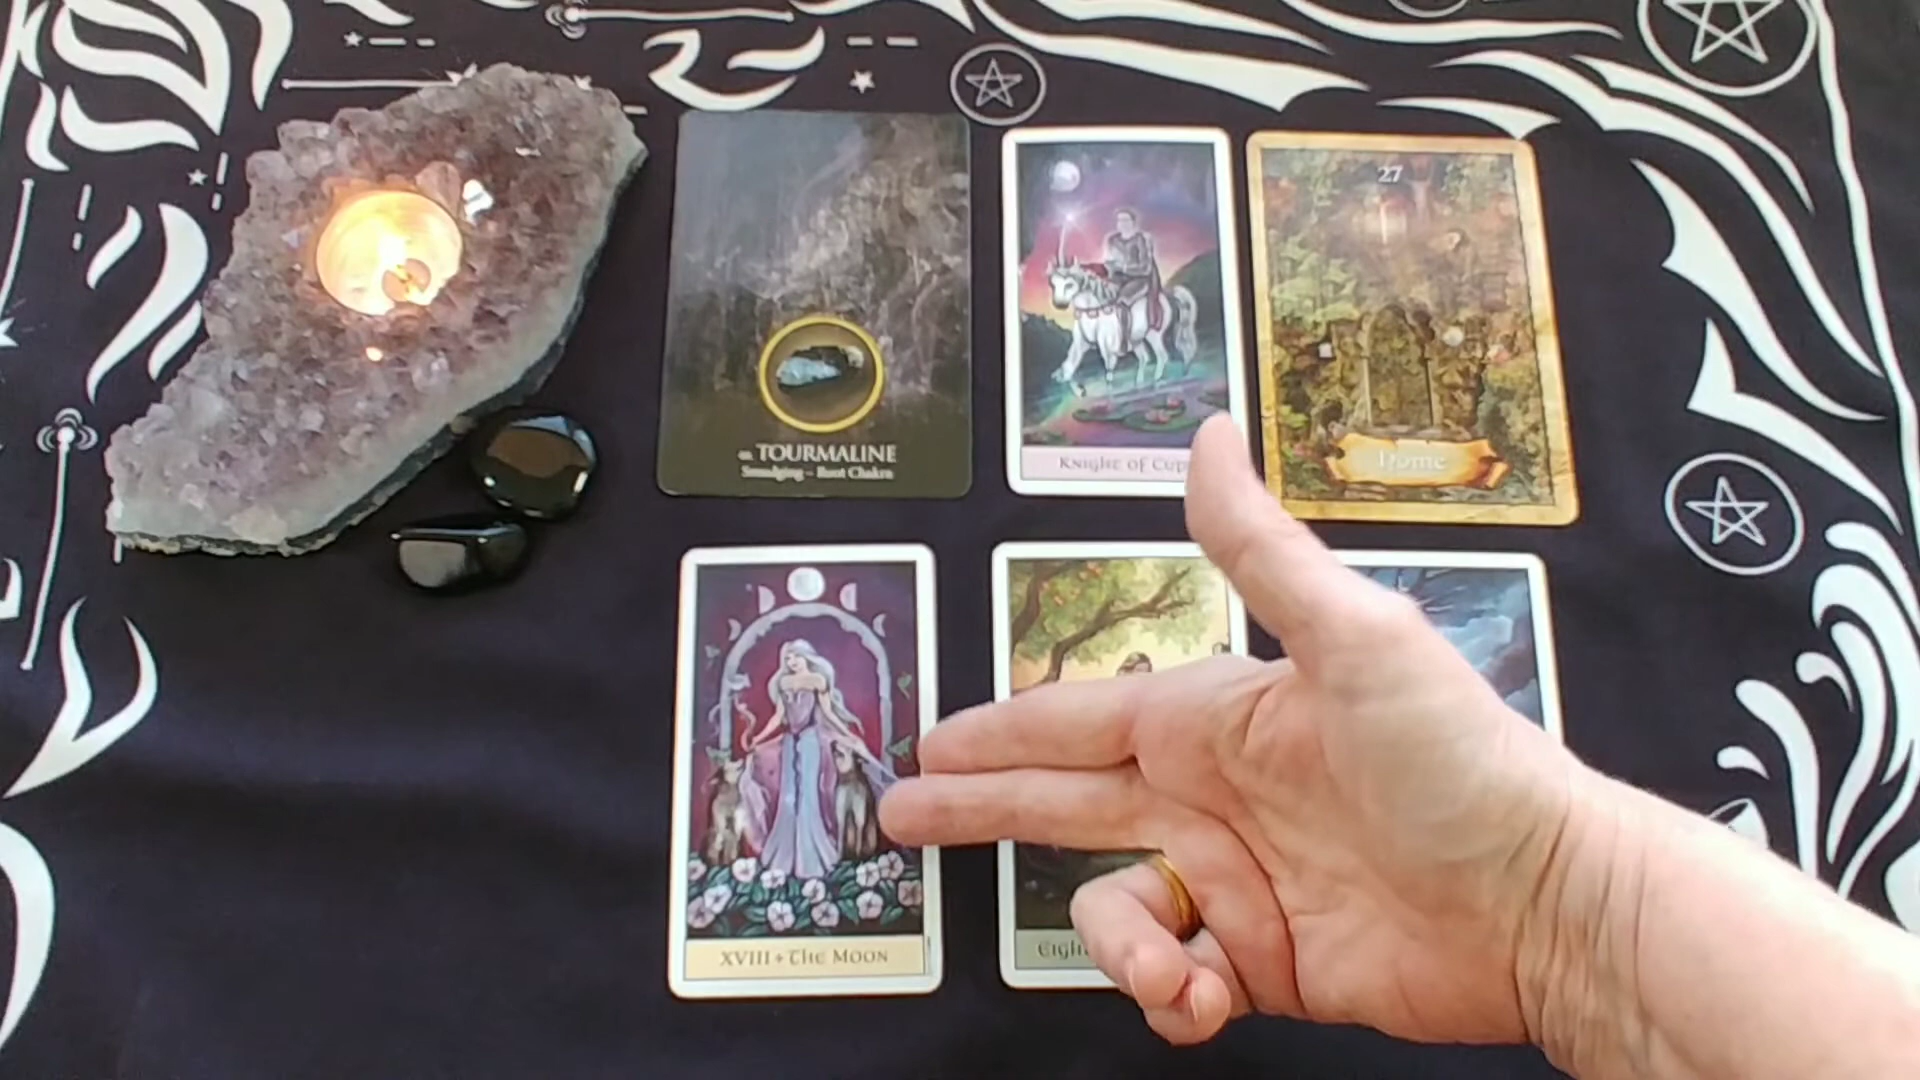 TOURMALINE
Smudging – Root Chakra
Knight of Cup
27
Home
XVIII + The Moon
Eigh